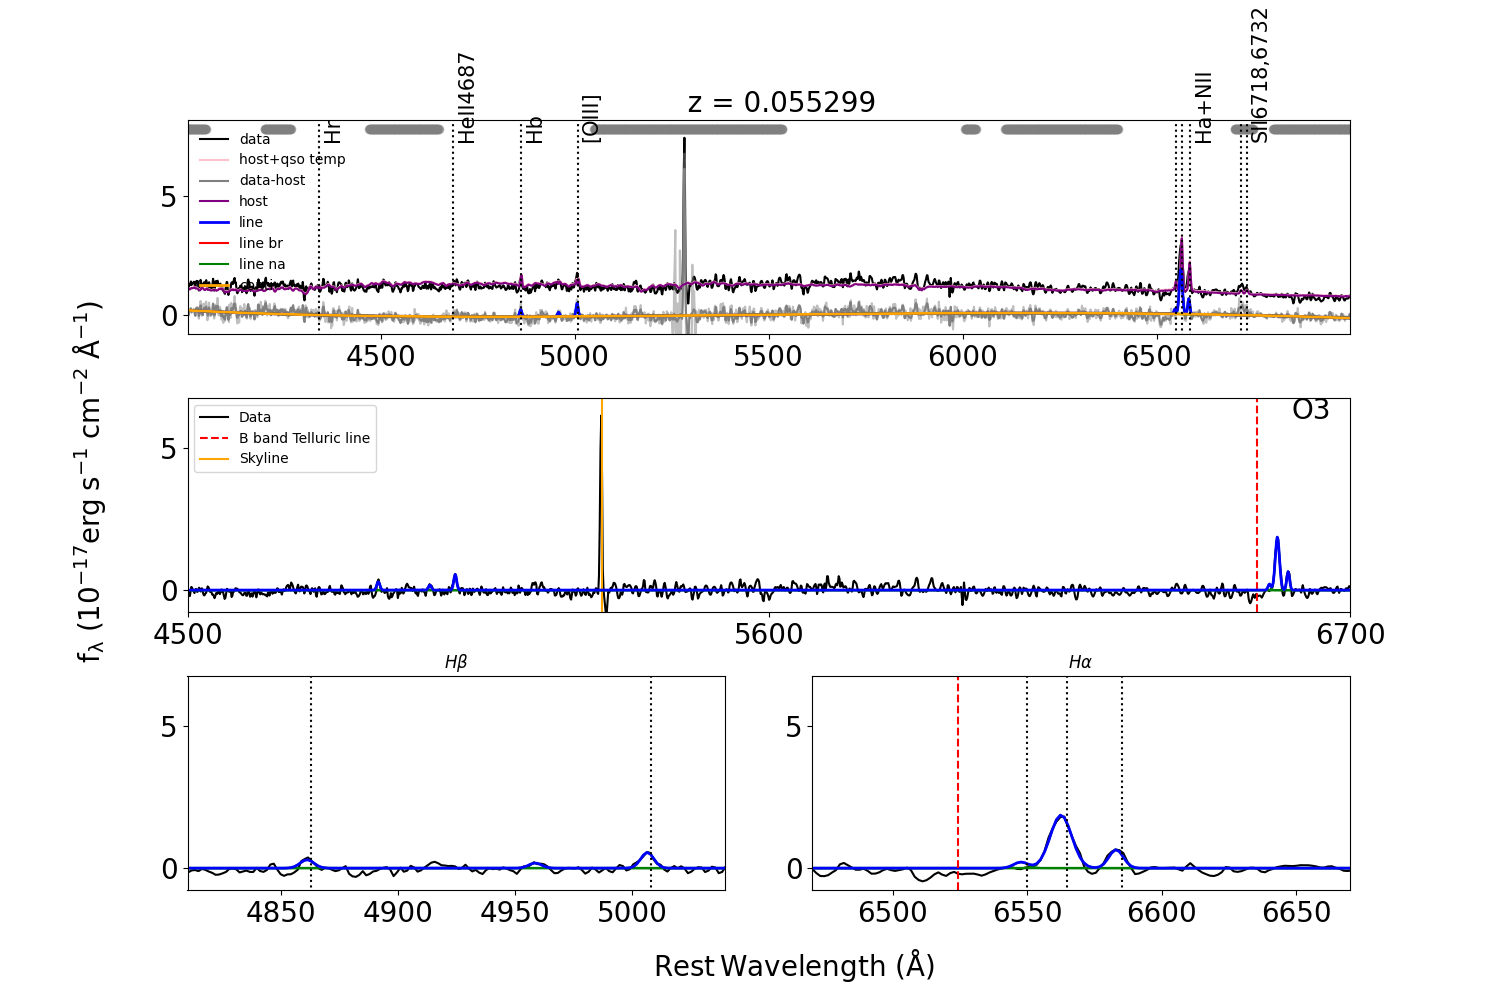 z = 0.055299
Hr
HeII4687
Hb
[OIII]
Ha+NII
SII6718,6732
data
host+qso temp
data-host
host
line
line br
line na
5
0
4500
5000
5500
6000
6500
fλ (10⁻¹⁷erg s⁻¹ cm⁻² Å⁻¹)
O3
Data
B band Telluric line
Skyline
5
0
4500
5600
6700
Hβ
5
0
4850
4900
4950
5000
Hα
5
0
6500
6550
6600
6650
Rest Wavelength (Å)